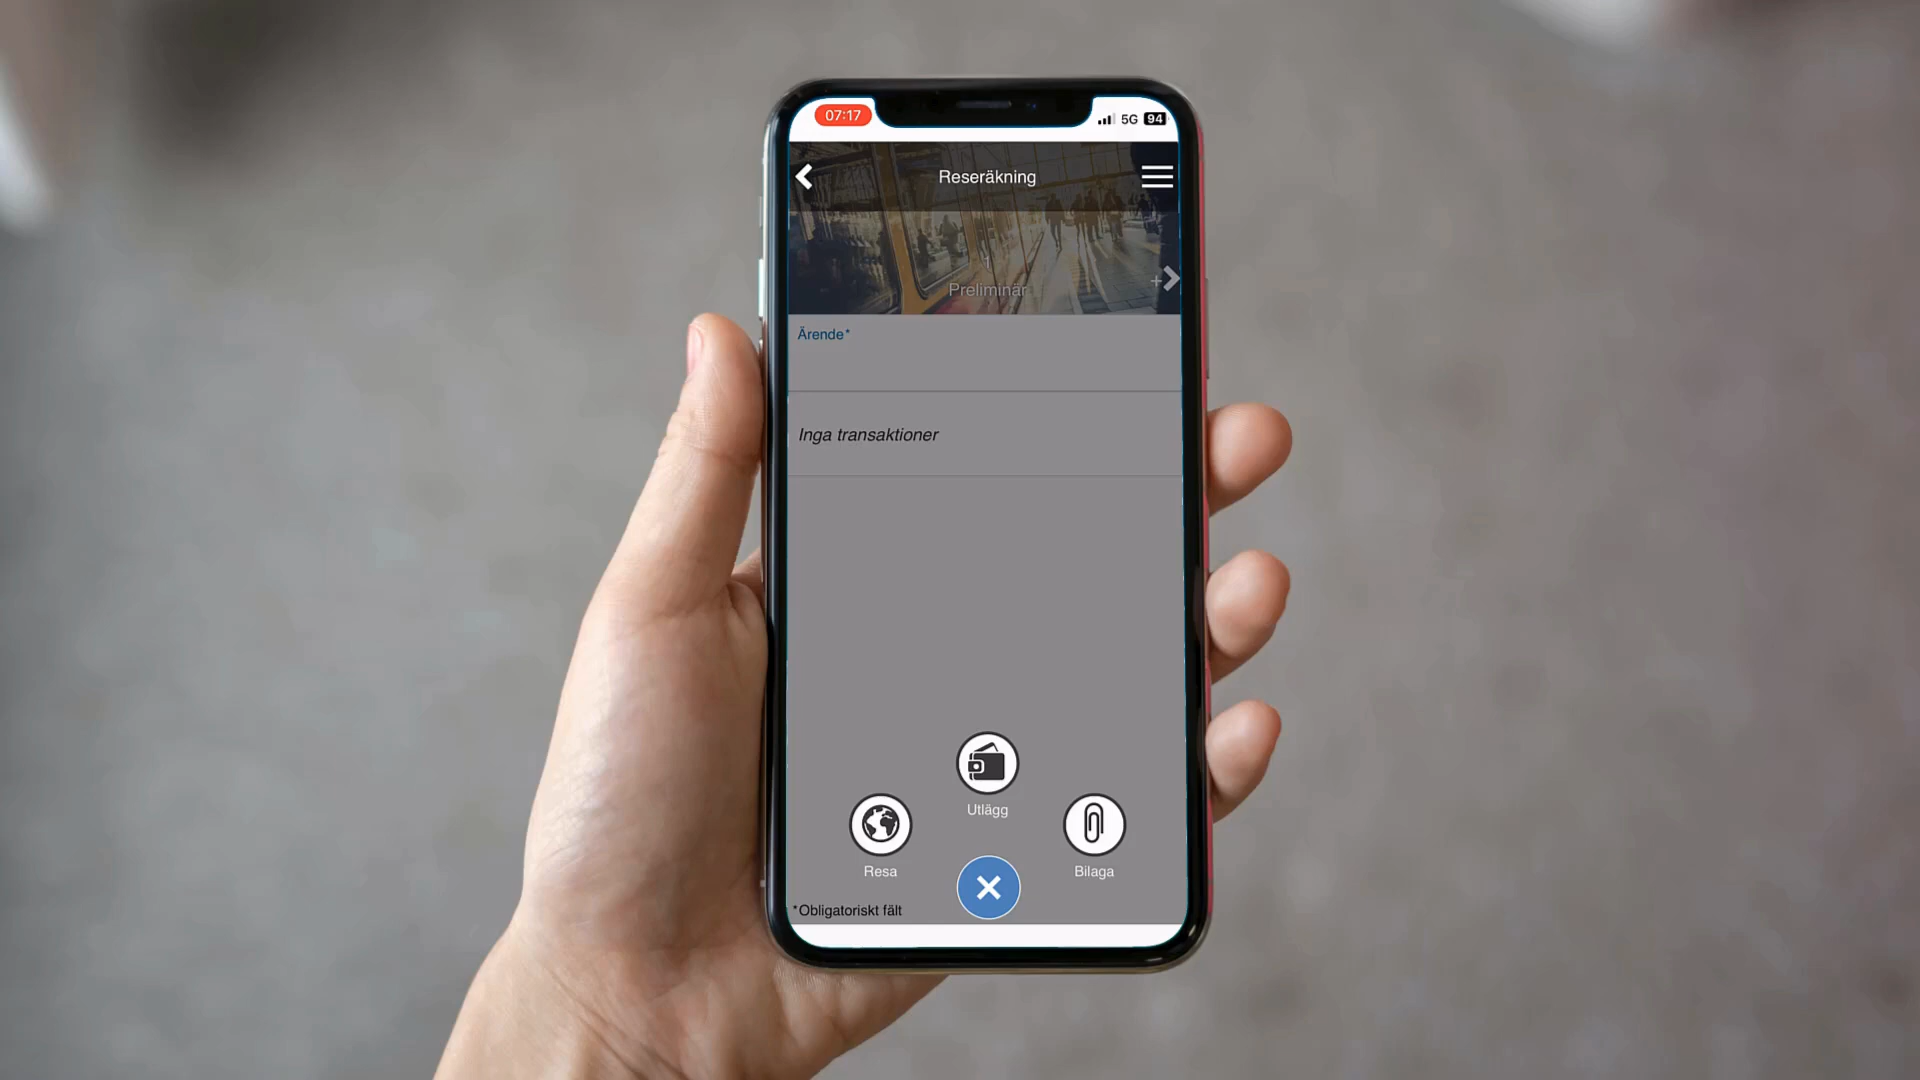 07:17
5G 94
Reseräkning
Preliminär
Ärende*
Inga transaktioner
Utlägg
Resa
Bilaga
*Obligatoriskt fält